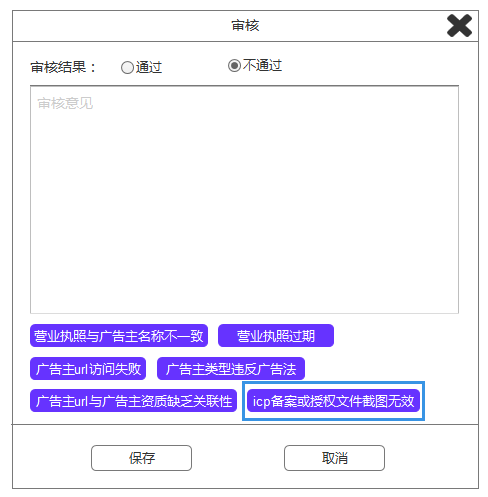 审核
审核结果： 通过 不通过
审核意见
营业执照与广告主名称不一致 营业执照过期
广告主url访问失败 广告主类型违反广告法
广告主url与广告主资质缺乏关联性 icp备案或授权文件截图无效
保存 取消